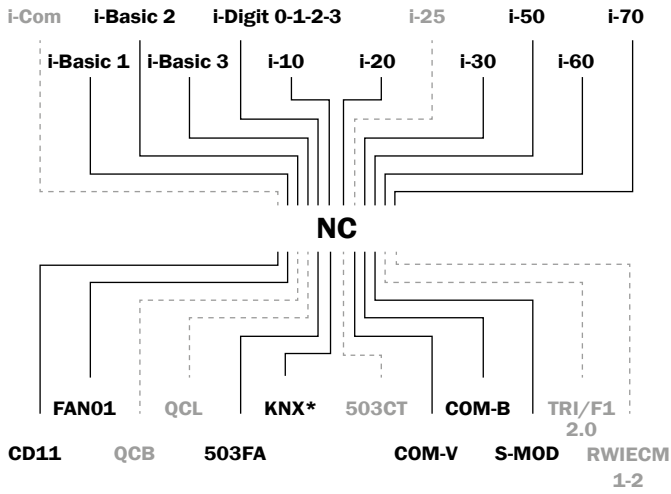 i-Com i-Basic 2 i-Digit 0-1-2-3 i-25 i-50 i-70
i-Basic 1 i-Basic 3 i-10 i-20 i-30 i-60
NC
FAN01 QCL KNX* 503CT COM-B TRI/F1
2.0
CD11 QCB 503FA COM-V S-MOD RWIECM
1-2